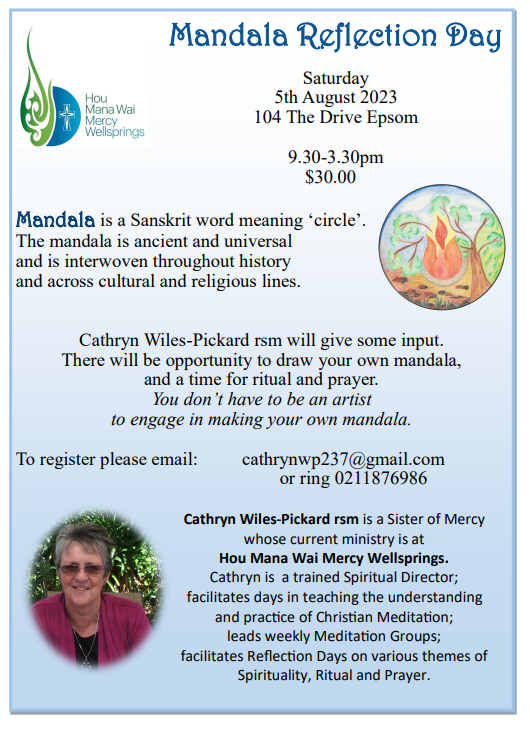 Mandala Reflection Day
Hou
Mana Wai
Mercy
Wellsprings
Saturday
5th August 2023
104 The Drive Epsom
9.30-3.30pm
$30.00
Mandala is a Sanskrit word meaning ‘circle’.
The mandala is ancient and universal
and is interwoven throughout history
and across cultural and religious lines.
Cathryn Wiles-Pickard rsm will give some input.
There will be opportunity to draw your own mandala,
and a time for ritual and prayer.
You don’t have to be an artist
to engage in making your own mandala.
To register please email: cathrynwp237@gmail.com
or ring 0211876986
Cathryn Wiles-Pickard rsm is a Sister of Mercy
whose current ministry is at
Hou Mana Wai Mercy Wellsprings.
Cathryn is a trained Spiritual Director;
facilitates days in teaching the understanding
and practice of Christian Meditation;
leads weekly Meditation Groups;
facilitates Reflection Days on various themes of
Spirituality, Ritual and Prayer.